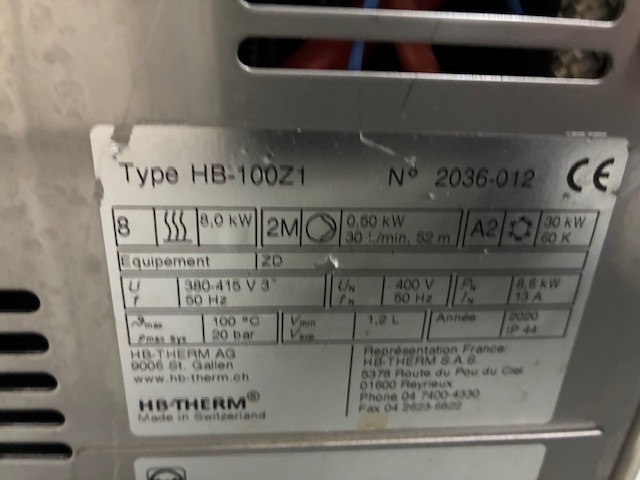 Type HB-100Z1 N° 2036-012 CE
8 8,0 kW 2M 0,50 kW 30 L/min, 52 m A2 30 kW 60 K
Equipement ZD
U 380-415 V 3~ UN 400 V PN 8,6 kW
f 50 Hz fN 50 Hz IN 13 A
ϑmax 100 °C Vmin 1,2 L Année 2020
pmax sys 20 bar Vexp IP 44
HB-THERM AG
9006 St. Gallen
www.hb-therm.ch
HB-THERM®
Made in Switzerland
Représentation France:
HB-THERM S.A.S.
5378 Route du Pou du Ciel
01600 Reyrieux
Phone 04 7400-4330
Fax 04 2623-6822